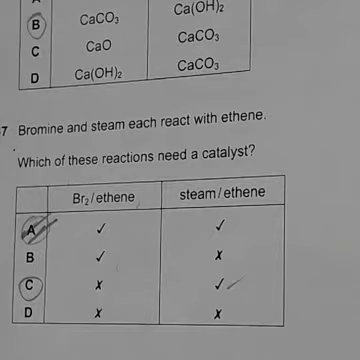 A Ca(OH)₂
B CaCO₃
C CaO CaCO₃
D Ca(OH)₂ CaCO₃
7 Bromine and steam each react with ethene.
Which of these reactions need a catalyst?
Br₂/ethene steam/ethene
A ✓ ✓
B ✓ ✗
C ✗ ✓
D ✗ ✗